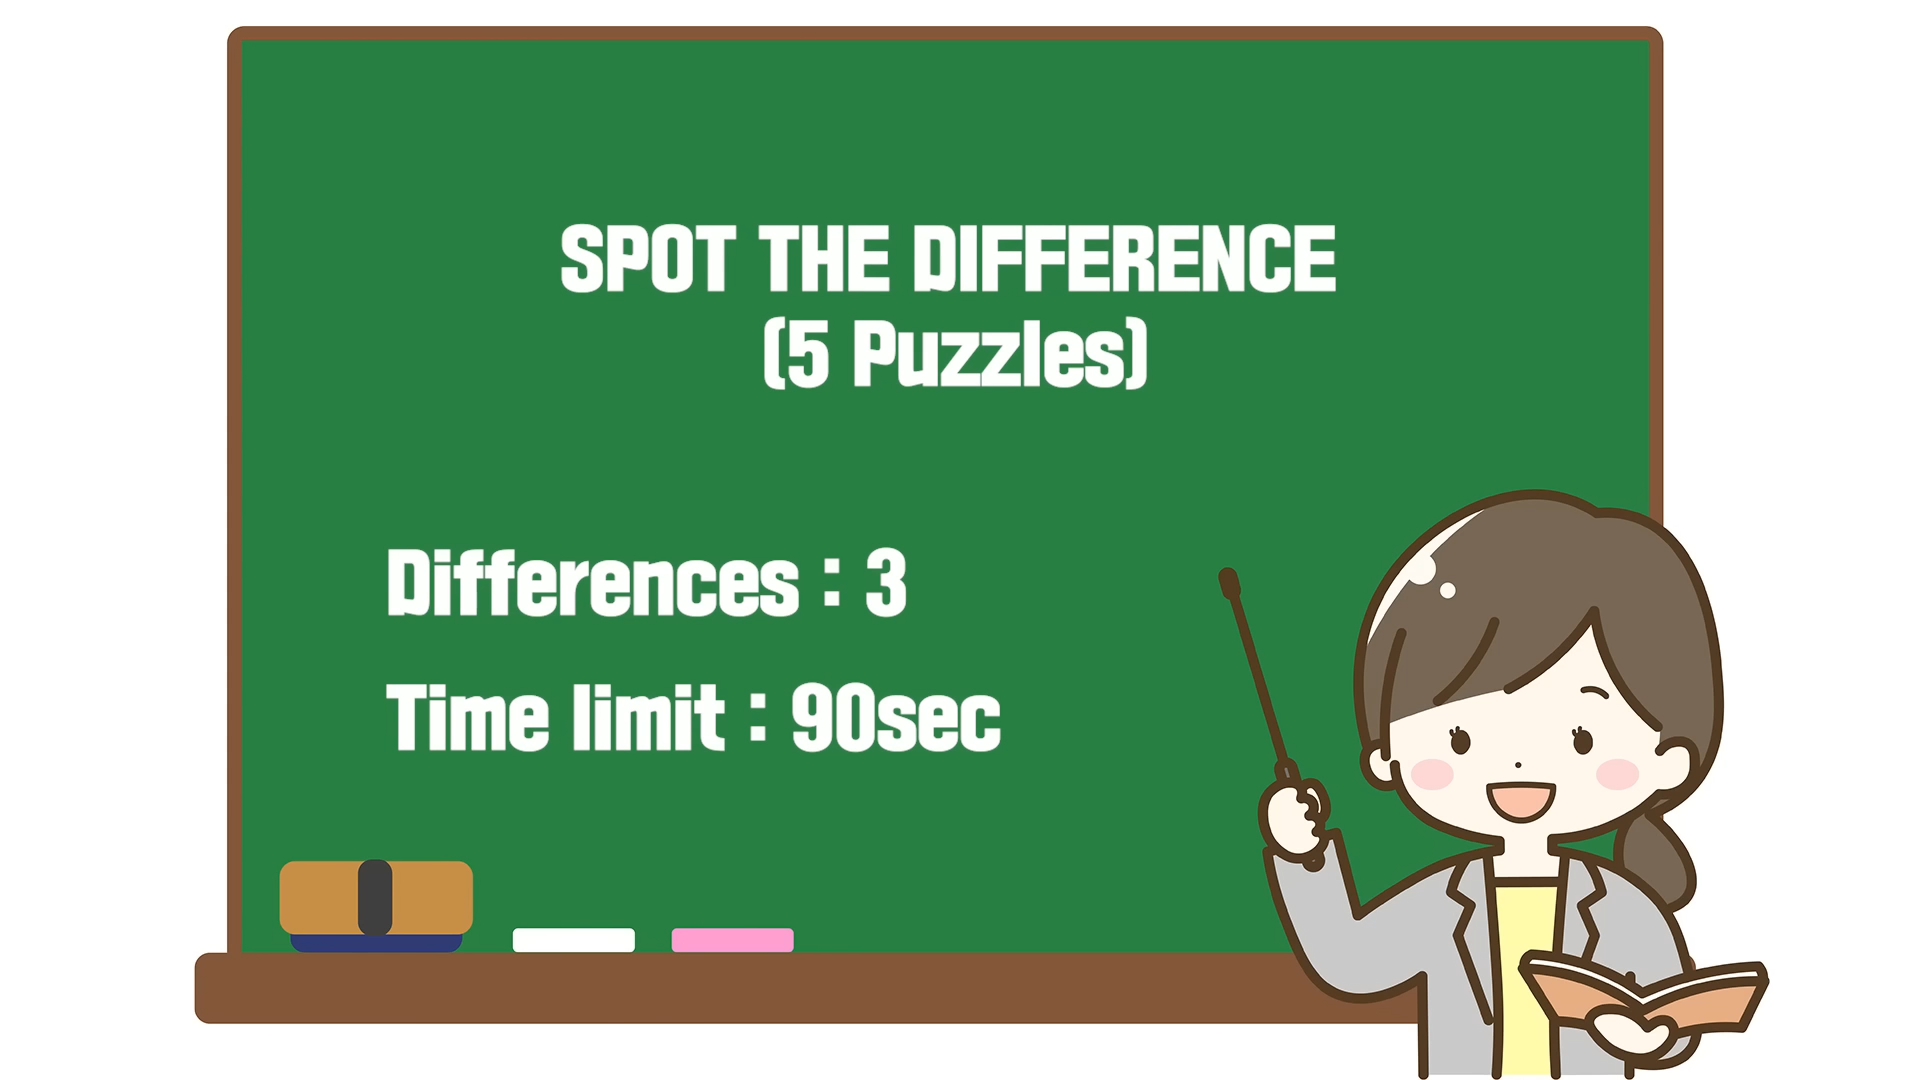 SPOT THE DIFFERENCE
(5 Puzzles)
Differences : 3
Time limit : 90sec